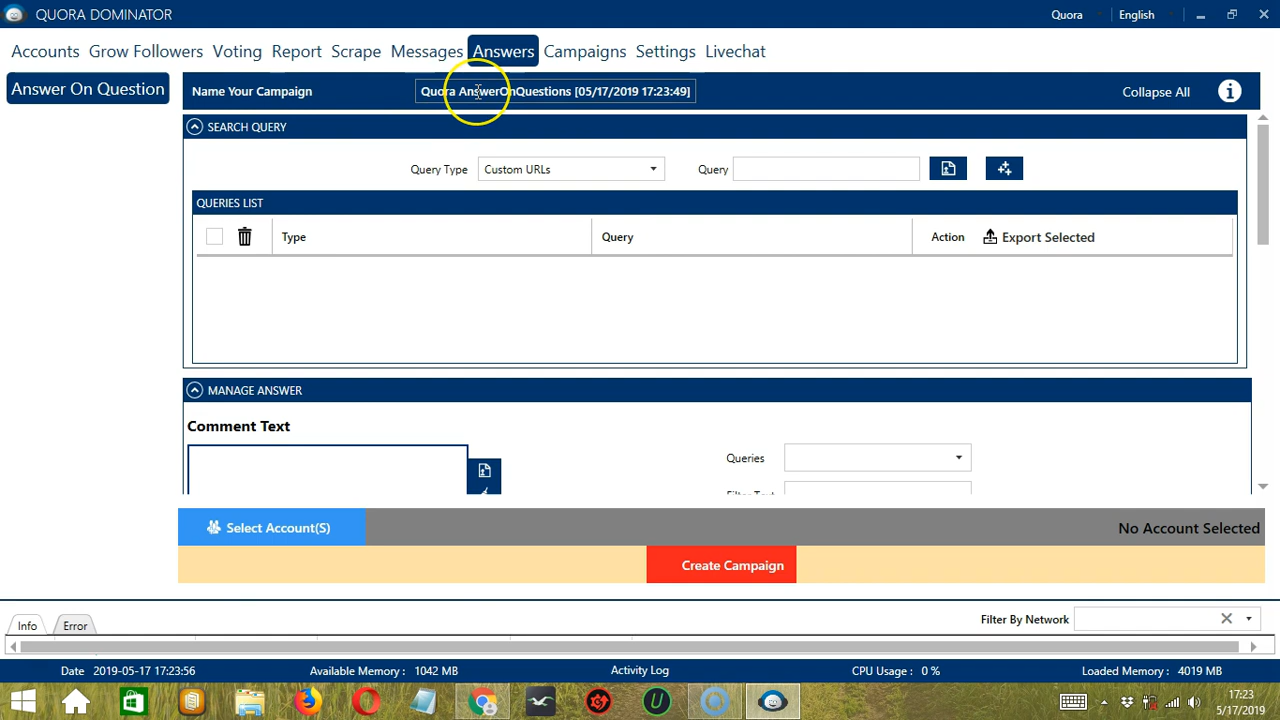 QUORA DOMINATOR
Quora
English
Accounts
Grow Followers
Voting
Report
Scrape
Messages
Answers
Campaigns
Settings
Livechat
Answer On Question
Name Your Campaign
Quora AnswerOnQuestions [05/17/2019 17:23:49]
Collapse All
SEARCH QUERY
Query Type
Custom URLs
Query
QUERIES LIST
Type
Query
Action
Export Selected
MANAGE ANSWER
Comment Text
Queries
Filter Text
Select Account(S)
No Account Selected
Create Campaign
Info
Error
Filter By Network
Date 2019-05-17 17:23:56
Available Memory : 1042 MB
Activity Log
CPU Usage : 0 %
Loaded Memory : 4019 MB
17:23
5/17/2019